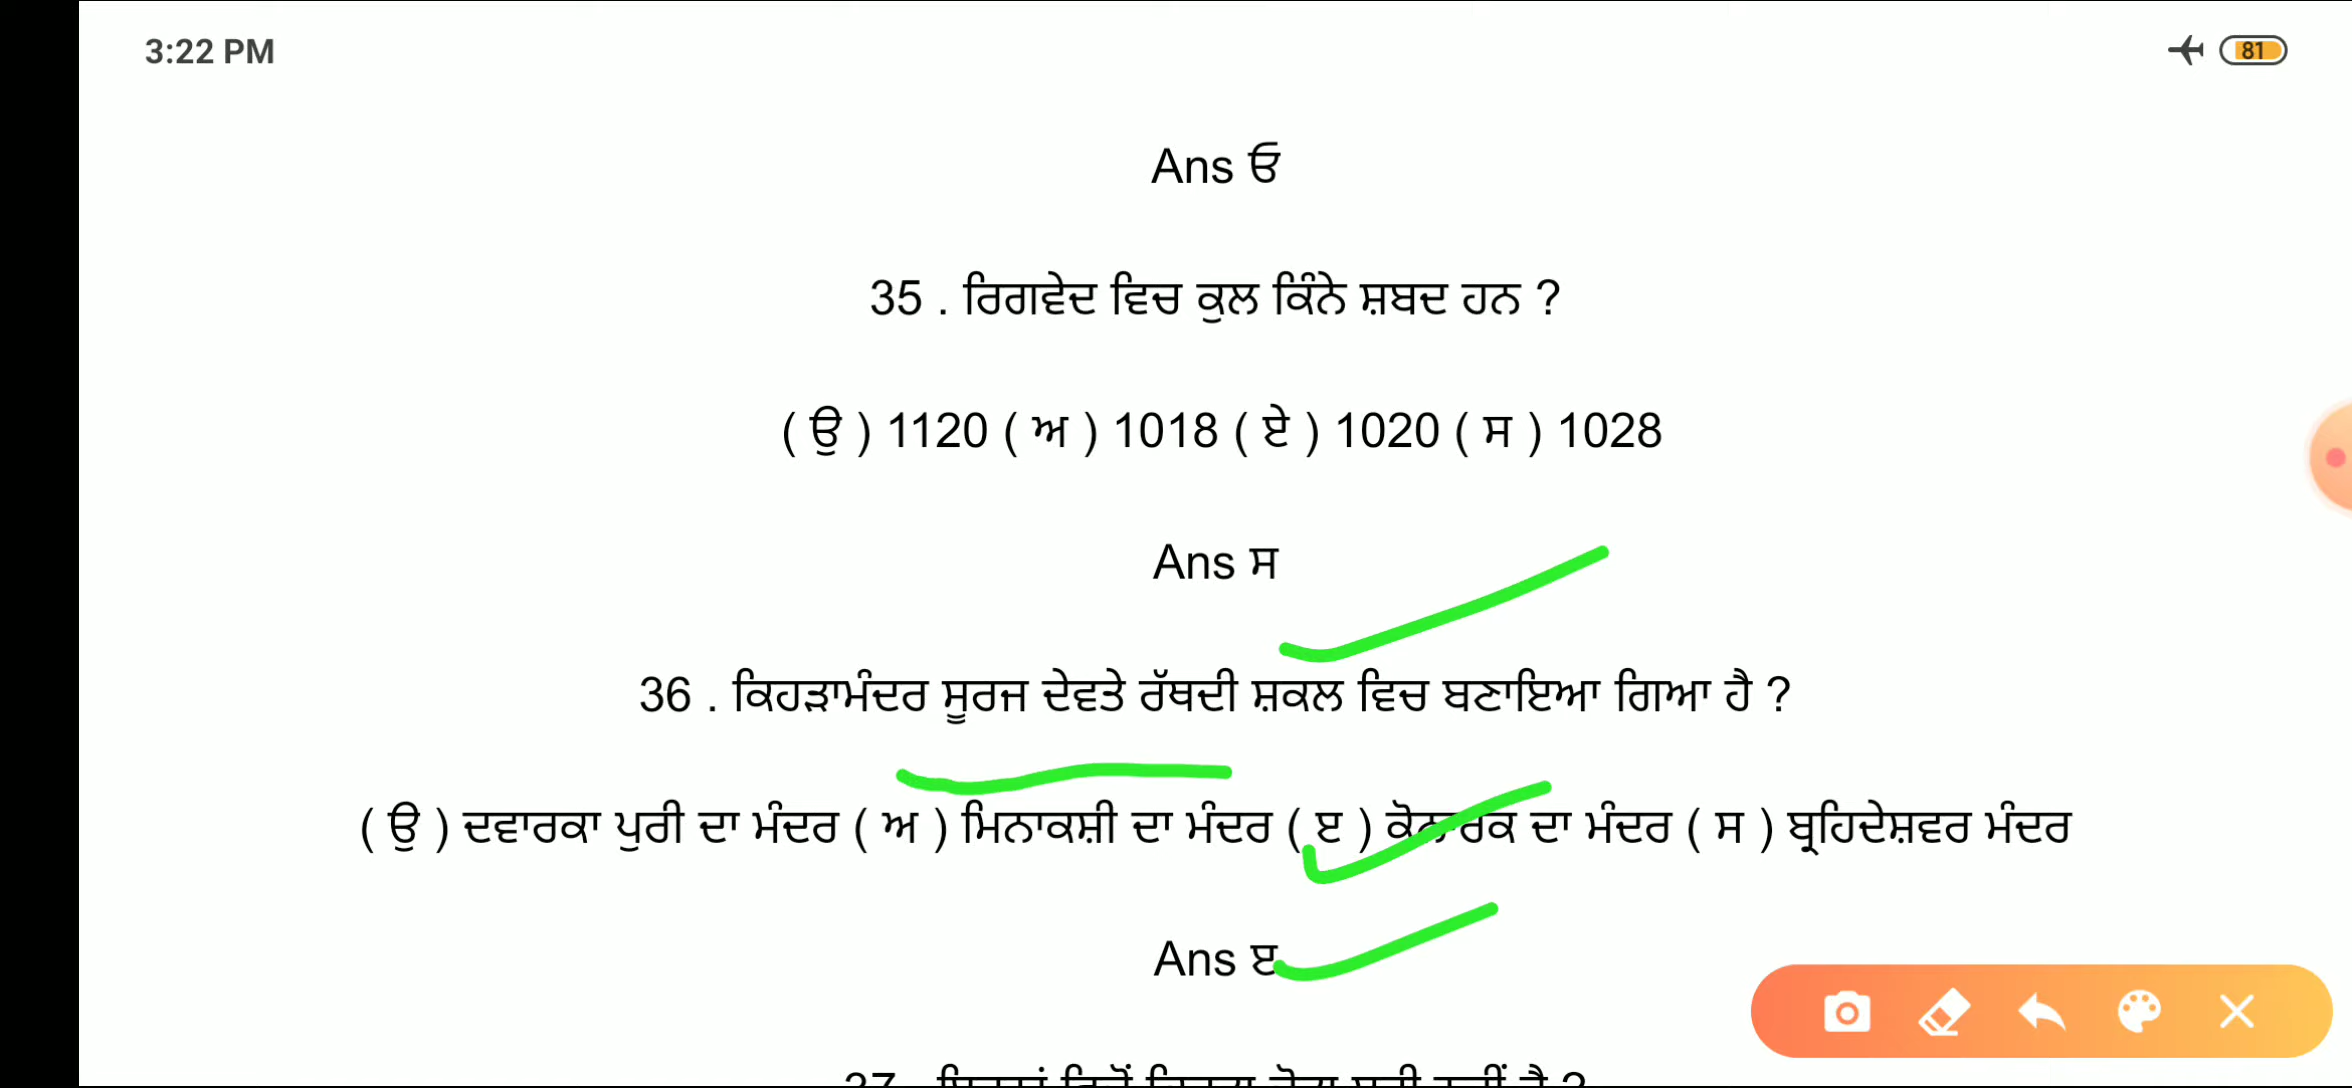 3:22 PM
81
Ans ਓ
35 . ਰਿਗਵੇਦ ਵਿਚ ਕੁਲ ਕਿੰਨੇ ਸ਼ਬਦ ਹਨ ?
( ਉ ) 1120 ( ਅ ) 1018 ( ਏ ) 1020 ( ਸ ) 1028
Ans ਸ
36 . ਕਿਹੜਾਮੰਦਰ ਸੂਰਜ ਦੇਵਤੇ ਰੱਥਦੀ ਸ਼ਕਲ ਵਿਚ ਬਣਾਇਆ ਗਿਆ ਹੈ ?
( ਉ ) ਦਵਾਰਕਾ ਪੁਰੀ ਦਾ ਮੰਦਰ ( ਅ ) ਮਿਨਾਕਸ਼ੀ ਦਾ ਮੰਦਰ ( ੲ ) ਕੋਨਾਰਕ ਦਾ ਮੰਦਰ ( ਸ ) ਬ੍ਰਹਿਦੇਸ਼ਵਰ ਮੰਦਰ
Ans ੲ